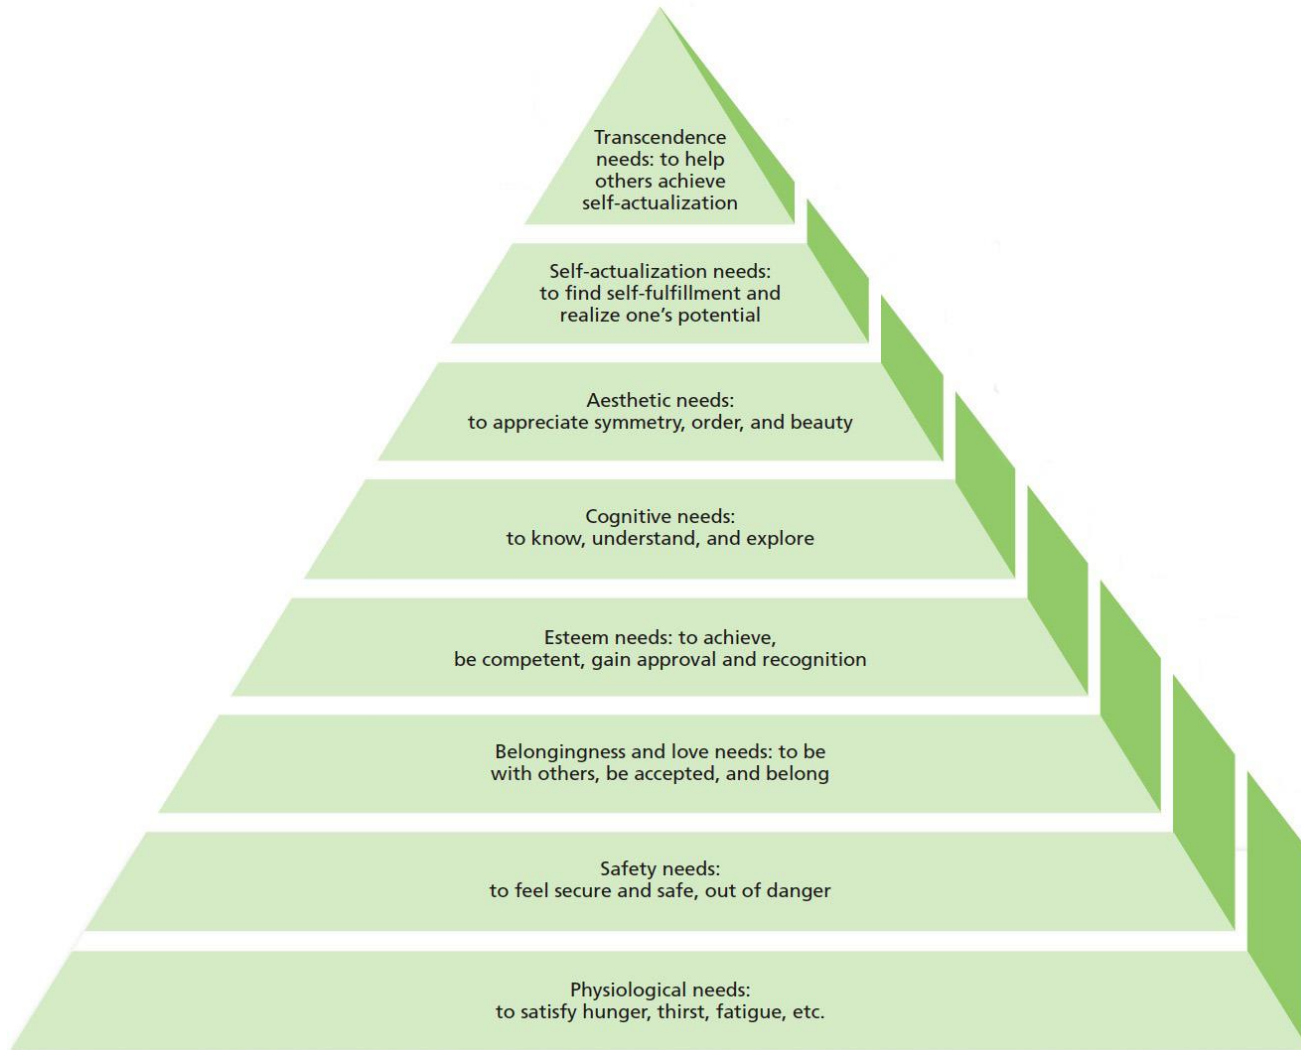 Transcendence
needs: to help
others achieve
self-actualization
Self-actualization needs:
to find self-fulfillment and
realize one’s potential
Aesthetic needs:
to appreciate symmetry, order, and beauty
Cognitive needs:
to know, understand, and explore
Esteem needs: to achieve,
be competent, gain approval and recognition
Belongingness and love needs: to be
with others, be accepted, and belong
Safety needs:
to feel secure and safe, out of danger
Physiological needs:
to satisfy hunger, thirst, fatigue, etc.